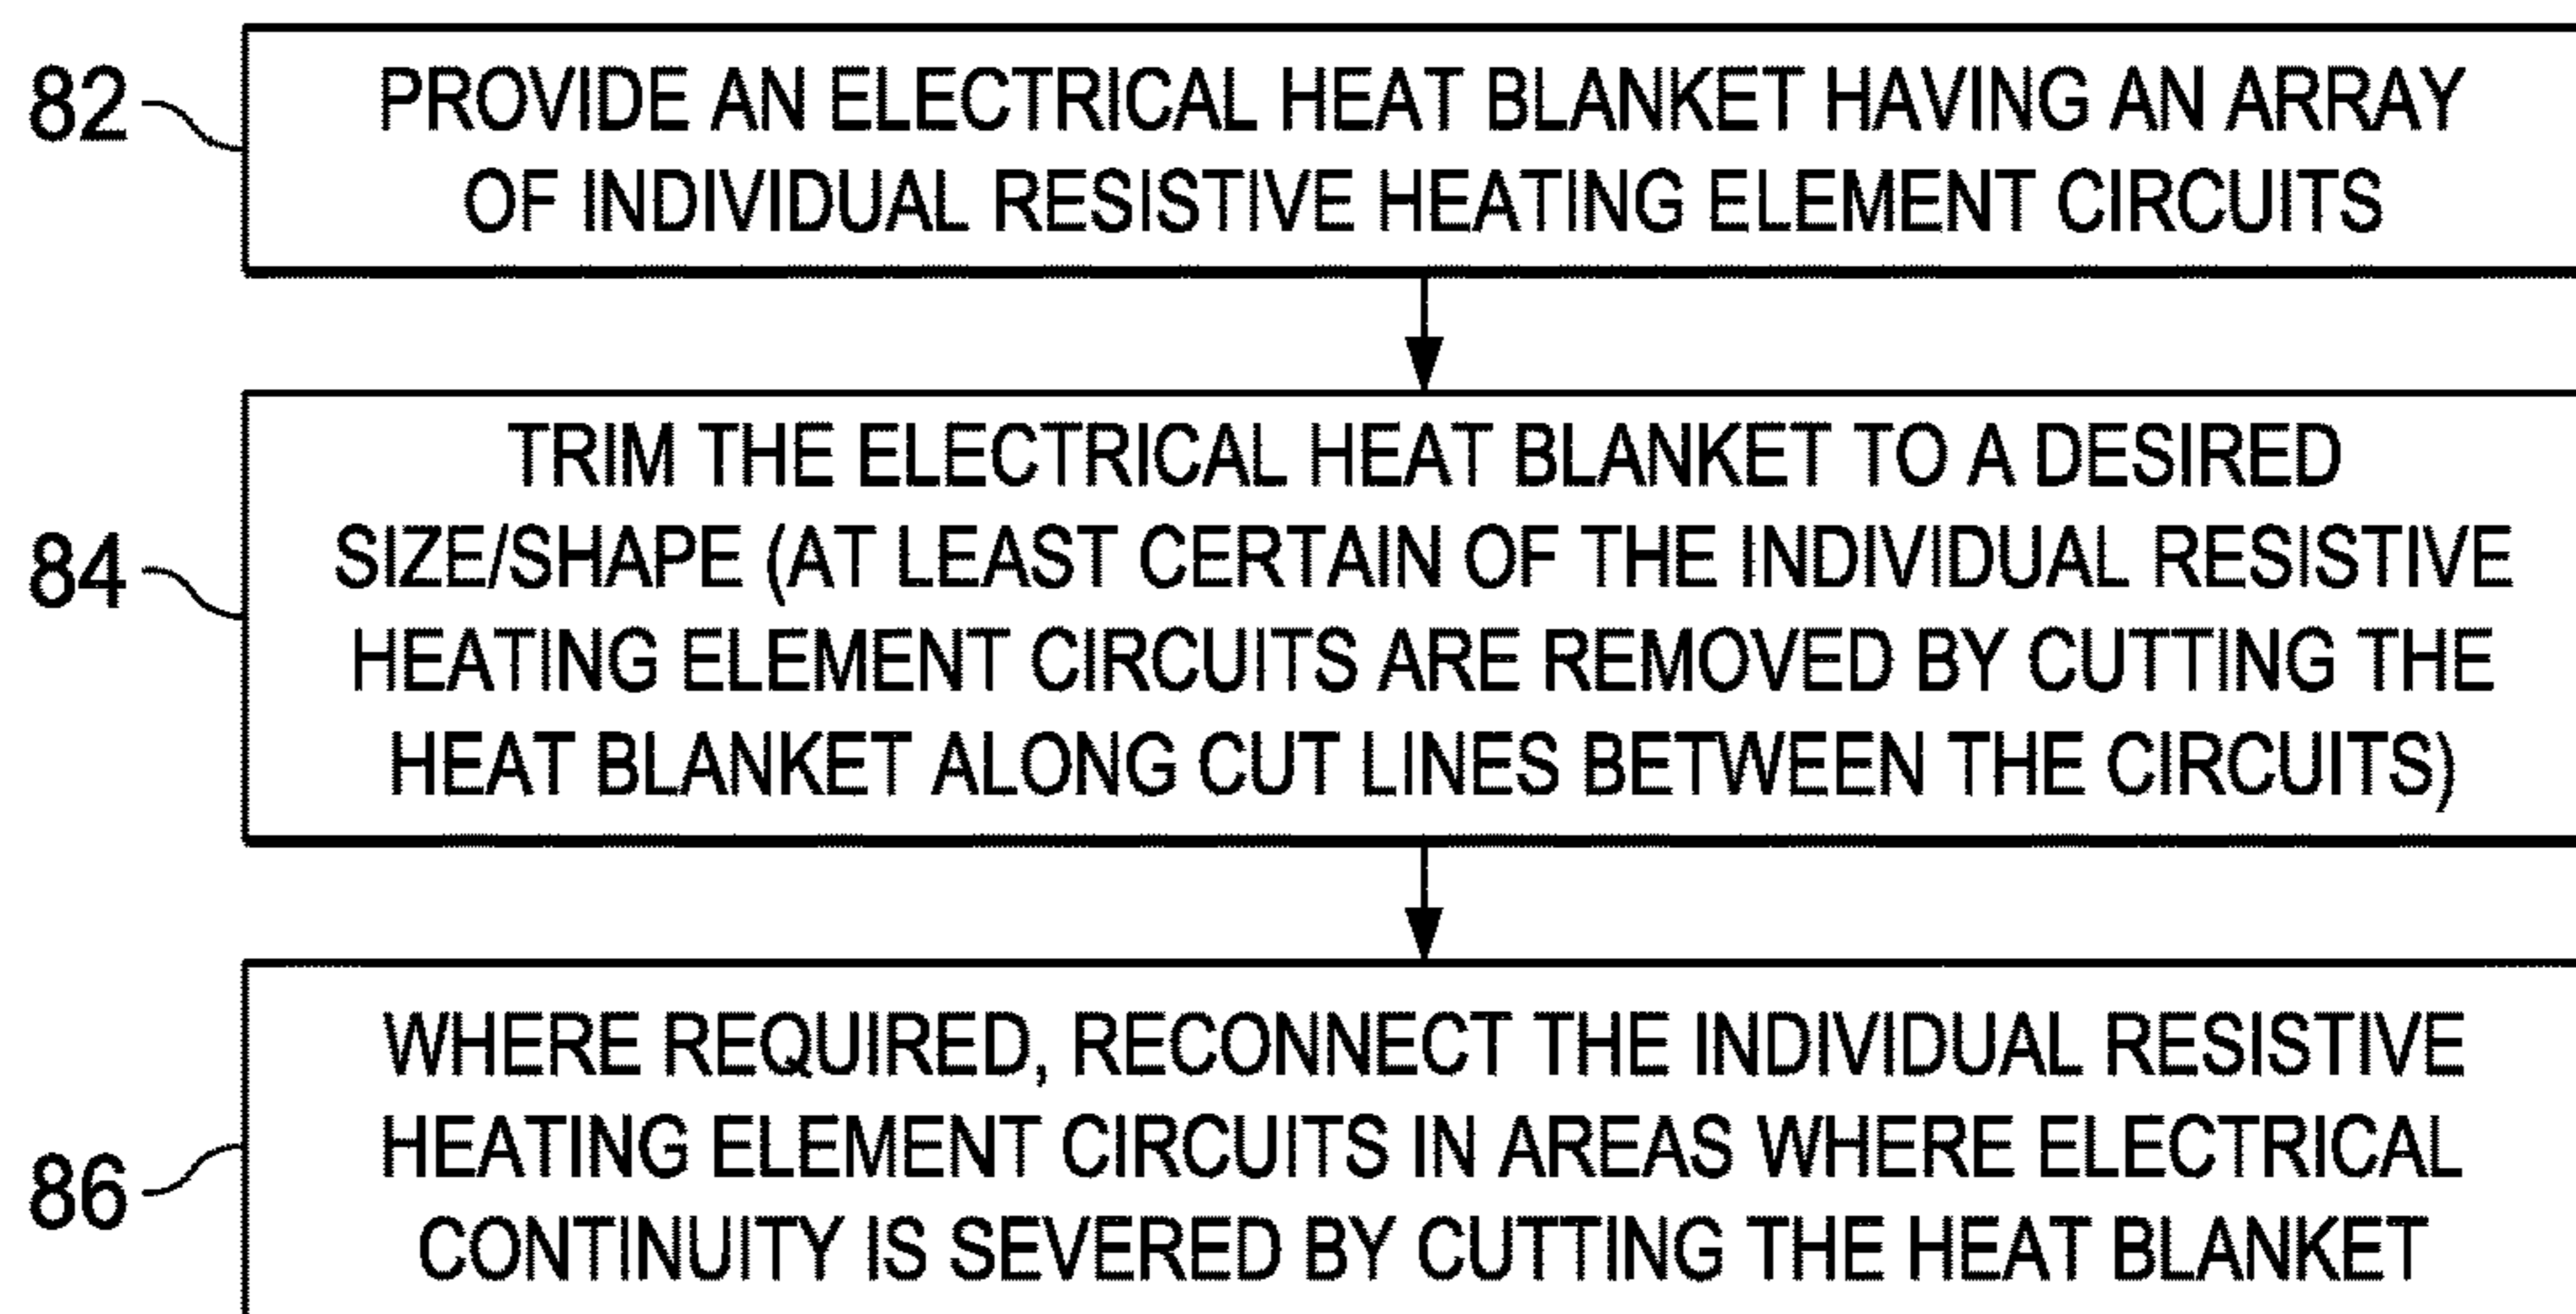 82
PROVIDE AN ELECTRICAL HEAT BLANKET HAVING AN ARRAY
OF INDIVIDUAL RESISTIVE HEATING ELEMENT CIRCUITS
84
TRIM THE ELECTRICAL HEAT BLANKET TO A DESIRED
SIZE/SHAPE (AT LEAST CERTAIN OF THE INDIVIDUAL RESISTIVE
HEATING ELEMENT CIRCUITS ARE REMOVED BY CUTTING THE
HEAT BLANKET ALONG CUT LINES BETWEEN THE CIRCUITS)
86
WHERE REQUIRED, RECONNECT THE INDIVIDUAL RESISTIVE
HEATING ELEMENT CIRCUITS IN AREAS WHERE ELECTRICAL
CONTINUITY IS SEVERED BY CUTTING THE HEAT BLANKET